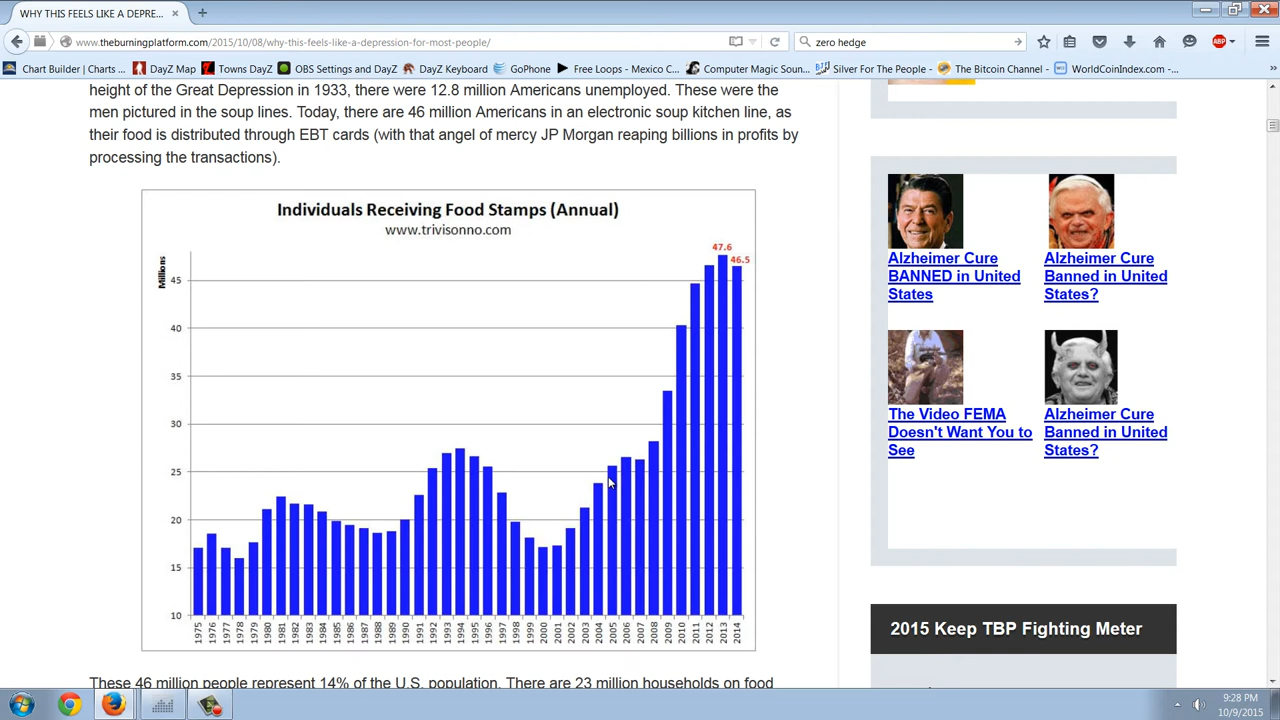 WHY THIS FEELS LIKE A DEPRE...
www.theburningplatform.com/2015/10/08/why-this-feels-like-a-depression-for-most-people/
zero hedge
ABP
Chart Builder | Charts ...
DayZ Map
Towns DayZ
OBS Settings and DayZ
DayZ Keyboard
GoPhone
Free Loops - Mexico C...
Computer Magic Soun...
Silver For The People - ...
The Bitcoin Channel - ...
WorldCoinIndex.com - ...
height of the Great Depression in 1933, there were 12.8 million Americans unemployed. These were the
men pictured in the soup lines. Today, there are 46 million Americans in an electronic soup kitchen line, as
their food is distributed through EBT cards (with that angel of mercy JP Morgan reaping billions in profits by
processing the transactions).
Individuals Receiving Food Stamps (Annual)
www.trivisonno.com
Millions
47.6
46.5
45
40
35
30
25
20
15
10
1975 1976 1977 1978 1979 1980 1981 1982 1983 1984 1985 1986 1987 1988 1989 1990 1991 1992 1993 1994 1995 1996 1997 1998 1999 2000 2001 2002 2003 2004 2005 2006 2007 2008 2009 2010 2011 2012 2013 2014
These 46 million people represent 14% of the U.S. population. There are 23 million households on food
Alzheimer Cure
BANNED in United
States
Alzheimer Cure
Banned in United
States?
The Video FEMA
Doesn't Want You to
See
Alzheimer Cure
Banned in United
States?
2015 Keep TBP Fighting Meter
9:28 PM
10/9/2015